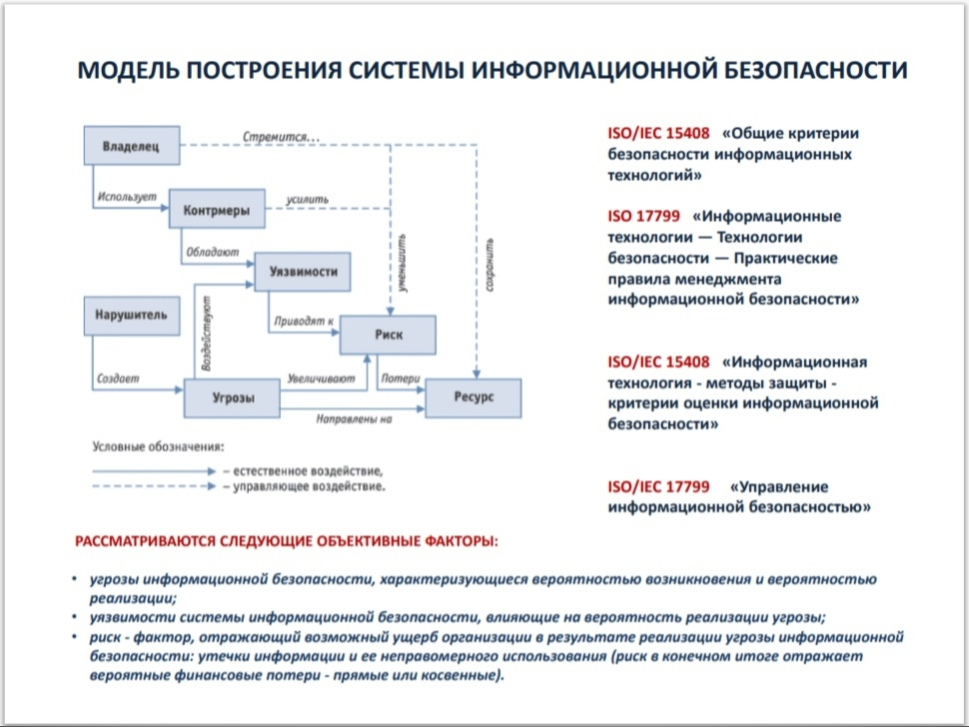 МОДЕЛЬ ПОСТРОЕНИЯ СИСТЕМЫ ИНФОРМАЦИОННОЙ БЕЗОПАСНОСТИ
Владелец
Стремится...
Использует
Контрмеры
усилить
Обладают
уменьшить
сохранить
Уязвимости
Нарушитель
Воздействуют
Приводят к
Риск
Создает
Угрозы
Увеличивают
Потери
Ресурс
Направлены на
Условные обозначения:
– естественное воздействие,
– управляющее воздействие.
ISO/IEC 15408 «Общие критерии
безопасности информационных
технологий»
ISO 17799 «Информационные
технологии — Технологии
безопасности — Практические
правила менеджмента
информационной безопасности»
ISO/IEC 15408 «Информационная
технология - методы защиты -
критерии оценки информационной
безопасности»
ISO/IEC 17799 «Управление
информационной безопасностью»
РАССМАТРИВАЮТСЯ СЛЕДУЮЩИЕ ОБЪЕКТИВНЫЕ ФАКТОРЫ:
• угрозы информационной безопасности, характеризующиеся вероятностью возникновения и вероятностью
реализации;
• уязвимости системы информационной безопасности, влияющие на вероятность реализации угрозы;
• риск - фактор, отражающий возможный ущерб организации в результате реализации угрозы информационной
безопасности: утечки информации и ее неправомерного использования (риск в конечном итоге отражает
вероятные финансовые потери - прямые или косвенные).